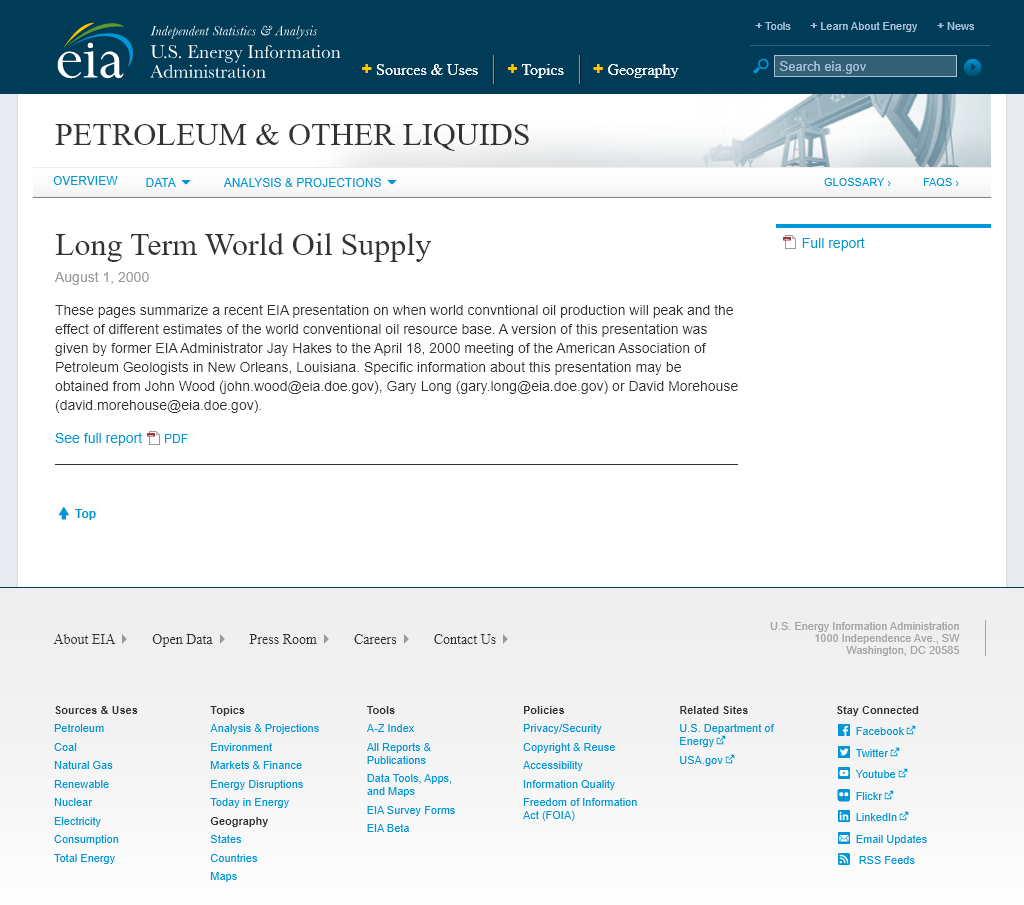 eia
Independent Statistics & Analysis
U.S. Energy Information
Administration
+ Sources & Uses
+ Topics
+ Geography
+ Tools
+ Learn About Energy
+ News
Search eia.gov
PETROLEUM & OTHER LIQUIDS
OVERVIEW
DATA
ANALYSIS & PROJECTIONS
GLOSSARY ›
FAQS ›
Long Term World Oil Supply
August 1, 2000
These pages summarize a recent EIA presentation on when world convntional oil production will peak and the
effect of different estimates of the world conventional oil resource base. A version of this presentation was
given by former EIA Administrator Jay Hakes to the April 18, 2000 meeting of the American Association of
Petroleum Geologists in New Orleans, Louisiana. Specific information about this presentation may be
obtained from John Wood (john.wood@eia.doe.gov), Gary Long (gary.long@eia.doe.gov) or David Morehouse
(david.morehouse@eia.doe.gov).
See full report PDF
Full report
Top
About EIA
Open Data
Press Room
Careers
Contact Us
U.S. Energy Information Administration
1000 Independence Ave., SW
Washington, DC 20585
Sources & Uses
Petroleum
Coal
Natural Gas
Renewable
Nuclear
Electricity
Consumption
Total Energy
Topics
Analysis & Projections
Environment
Markets & Finance
Energy Disruptions
Today in Energy
Geography
States
Countries
Maps
Tools
A-Z Index
All Reports &
Publications
Data Tools, Apps,
and Maps
EIA Survey Forms
EIA Beta
Policies
Privacy/Security
Copyright & Reuse
Accessibility
Information Quality
Freedom of Information
Act (FOIA)
Related Sites
U.S. Department of
Energy
USA.gov
Stay Connected
Facebook
Twitter
Youtube
Flickr
LinkedIn
Email Updates
RSS Feeds